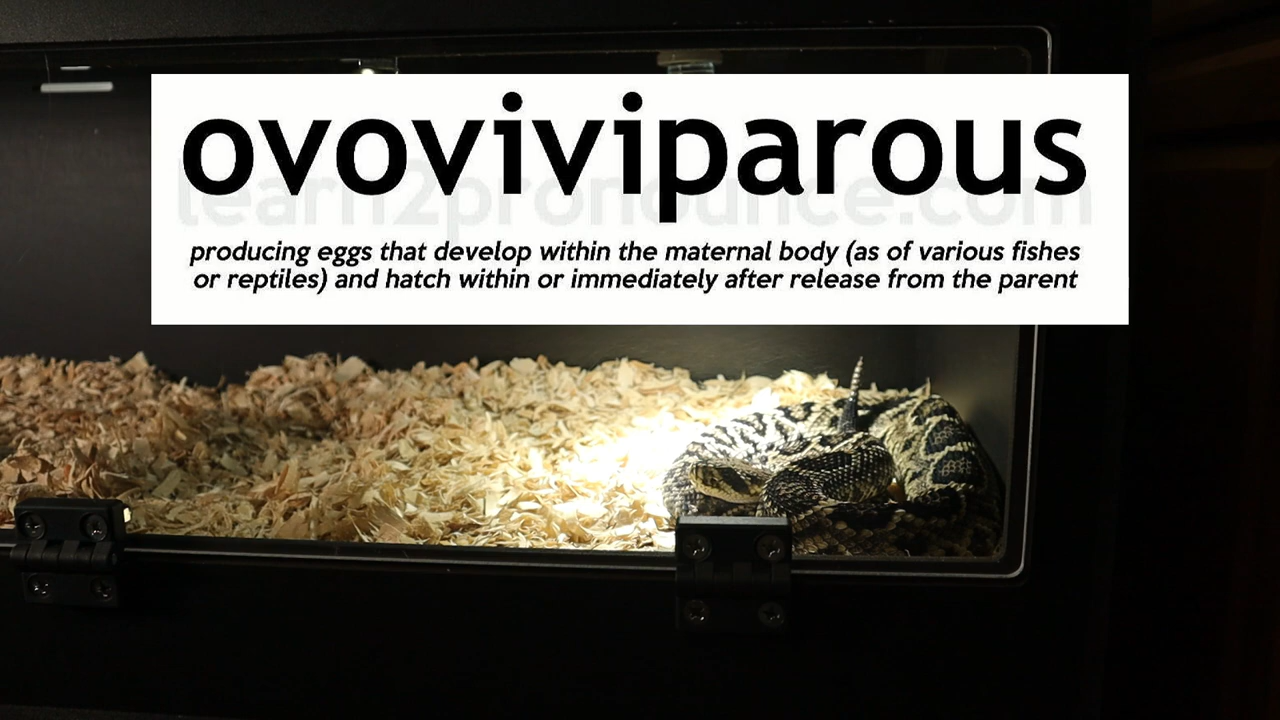 ovoviviparous
learn2pronounce.com
producing eggs that develop within the maternal body (as of various fishes
or reptiles) and hatch within or immediately after release from the parent